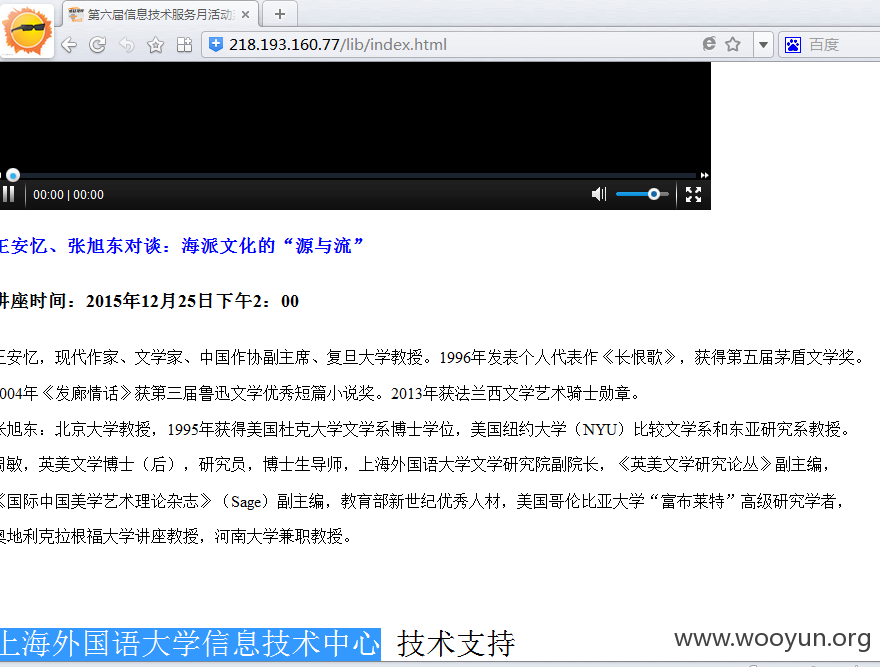 第六届信息技术服务月活动
218.193.160.77/lib/index.html
百度
00:00 | 00:00
王安忆、张旭东对谈：海派文化的“源与流”
讲座时间：2015年12月25日下午2：00
王安忆，现代作家、文学家、中国作协副主席、复旦大学教授。1996年发表个人代表作《长恨歌》，获得第五届茅盾文学奖。
2004年《发廊情话》获第三届鲁迅文学优秀短篇小说奖。2013年获法兰西文学艺术骑士勋章。
张旭东：北京大学教授，1995年获得美国杜克大学文学系博士学位，美国纽约大学（NYU）比较文学系和东亚研究系教授。
周敏，英美文学博士（后），研究员，博士生导师，上海外国语大学文学研究院副院长，《英美文学研究论丛》副主编，
《国际中国美学艺术理论杂志》（Sage）副主编，教育部新世纪优秀人材，美国哥伦比亚大学“富布莱特”高级研究学者，
奥地利克拉根福大学讲座教授，河南大学兼职教授。
上海外国语大学信息技术中心 技术支持
www.wooyun.org